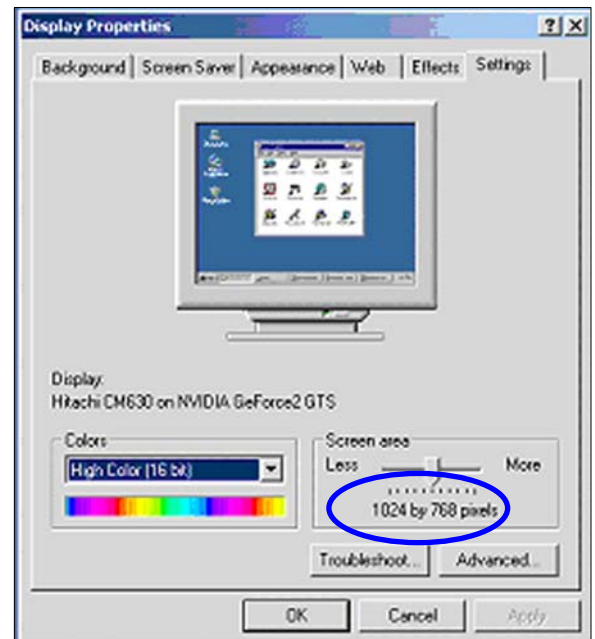 Display Properties
Background Screen Saver Appearance Web Effects Settings
Display:
Hitachi CM630 on NVIDIA GeForce2 GTS
Colors
High Color (16 bit)
Screen area
Less More
1024 by 768 pixels
Troubleshoot... Advanced...
OK Cancel Apply